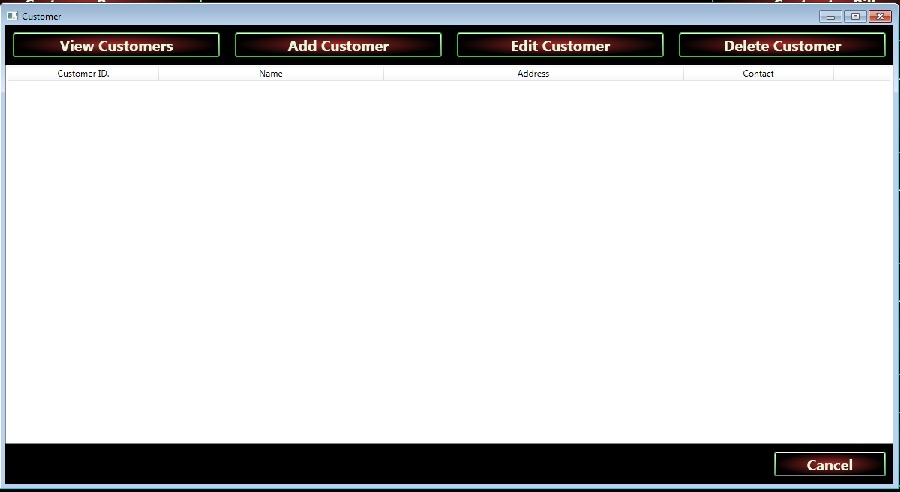 Customer
View Customers
Add Customer
Edit Customer
Delete Customer
Customer ID.
Name
Address
Contact
Cancel